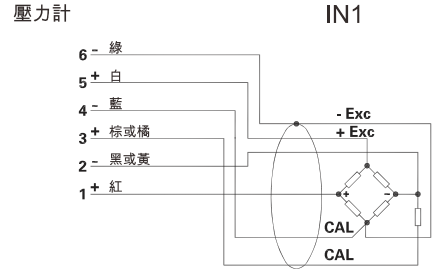 壓力計 IN1
6 - 綠
5 + 白
4 - 藍
3 + 棕或橘
2 - 黑或黃
1 + 紅
- Exc
+ Exc
+ -
CAL
CAL